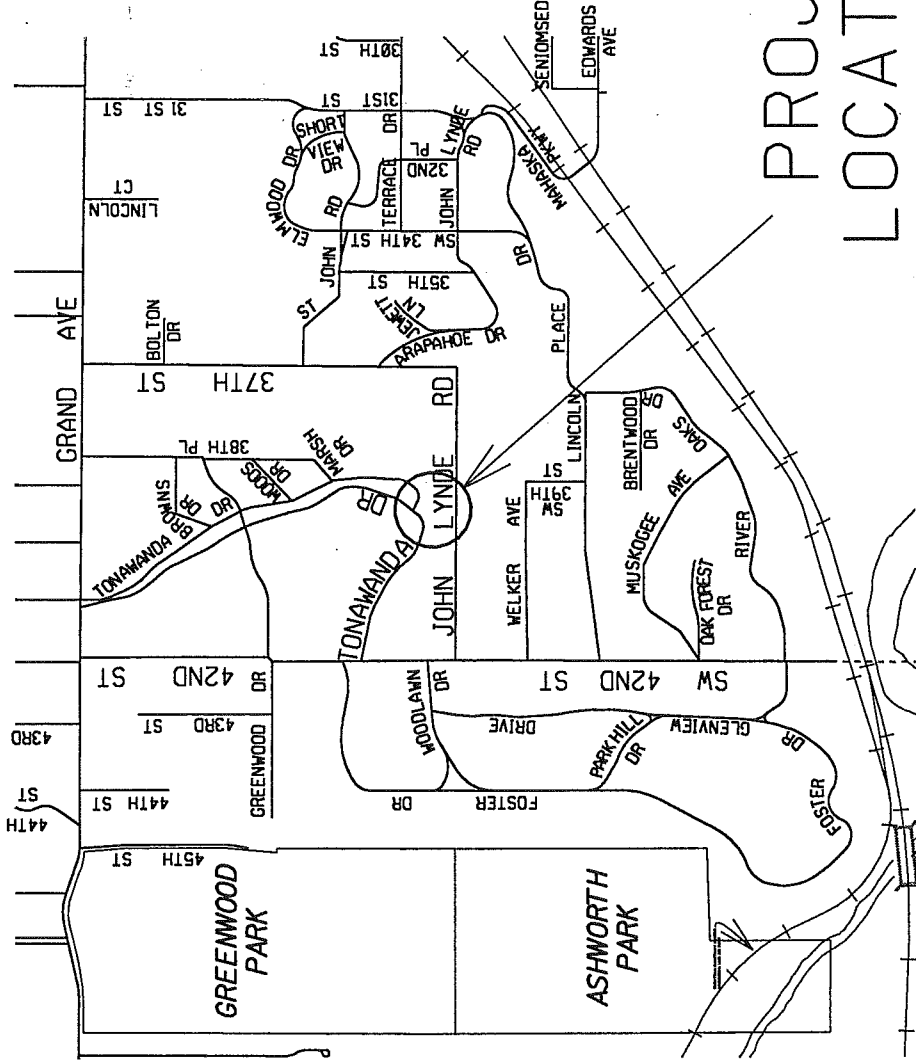 PROJ
LOCAT
GRAND AVE
44TH
ST
43RD
45TH
ST
44TH ST
43RD
ST
42ND
ST
37TH
ST
LINCOLN
CT
31 ST ST
30TH
ST
BOLTON
DR
38TH PL
BROWNS
DR
TONAWANDA
DR
WOODS
DR
MARSH
DR
GREENWOOD
PARK
GREENWOOD DR
ELMWOOD DR
SHORT
ST
VIEW
DR
31ST
JOHN
RD
ST
TERRACE DR
32ND
PL
SW 34TH ST
35TH
ST
JEWETT
LN
ARAPAHOE DR
JOHN
LYNDE
RD
TONAWANDA
DR
JOHN LYNDE RD
WOODLAWN
DR
FOSTER
DR
WELKER AVE
SW
39TH
ST
LINCOLN
PLACE
DR
MAHASKA
PKWY
SENIOMSED
EDWARDS
AVE
BRENTWOOD
DR
MUSKOGEE AVE
OAK FOREST
DR
RIVER
OAKS
DR
SW 42ND ST
GLENVIEW
DRIVE
PARK HILL
DR
FOSTER
DR
ASHWORTH
PARK